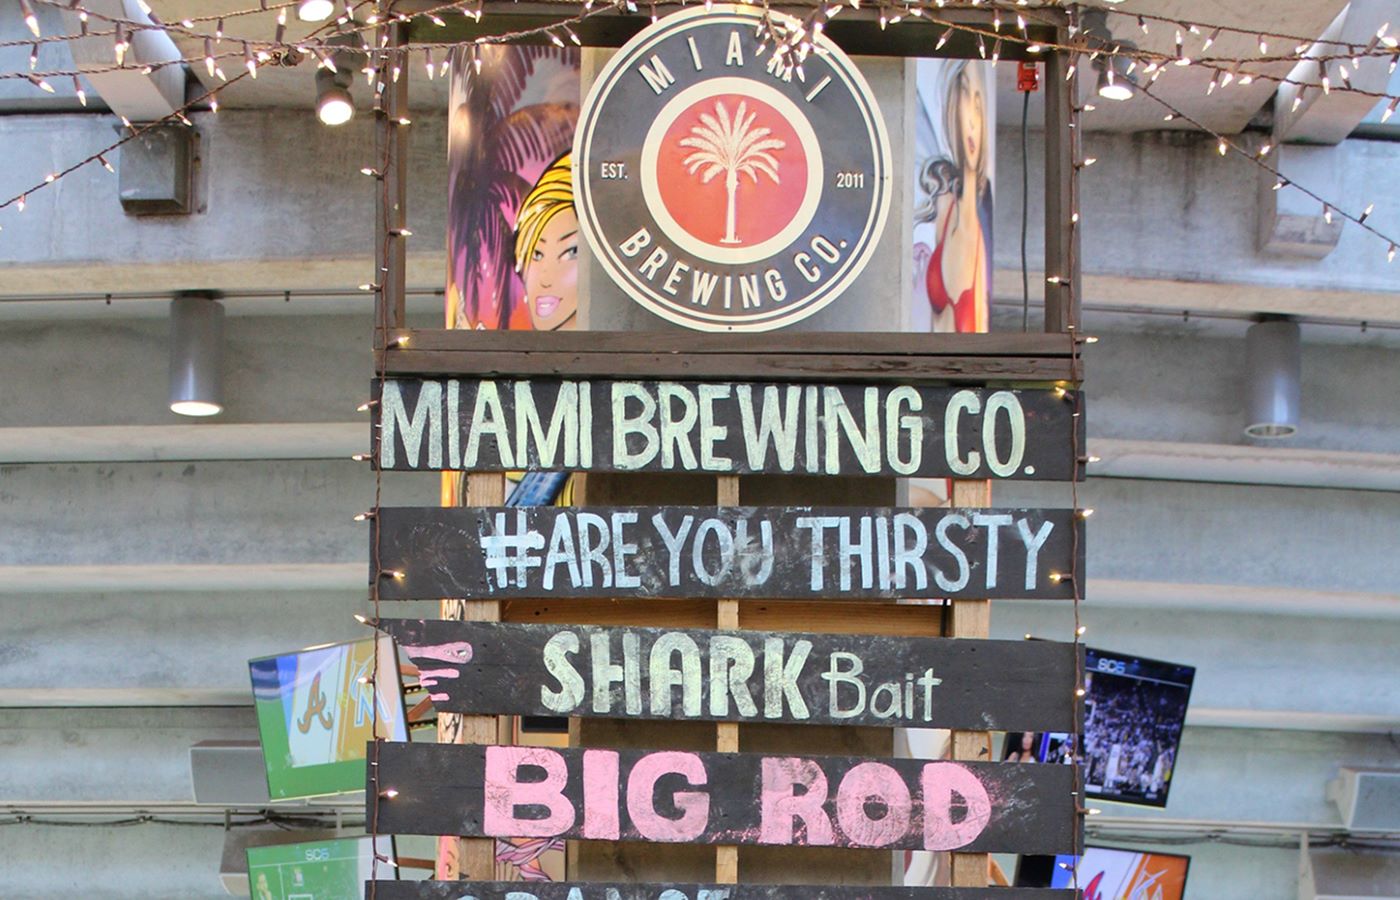 MIAMI
EST. 2011
BREWING CO.
MIAMI BREWING CO.
#ARE YOU THIRSTY
SHARK Bait
BIG ROD